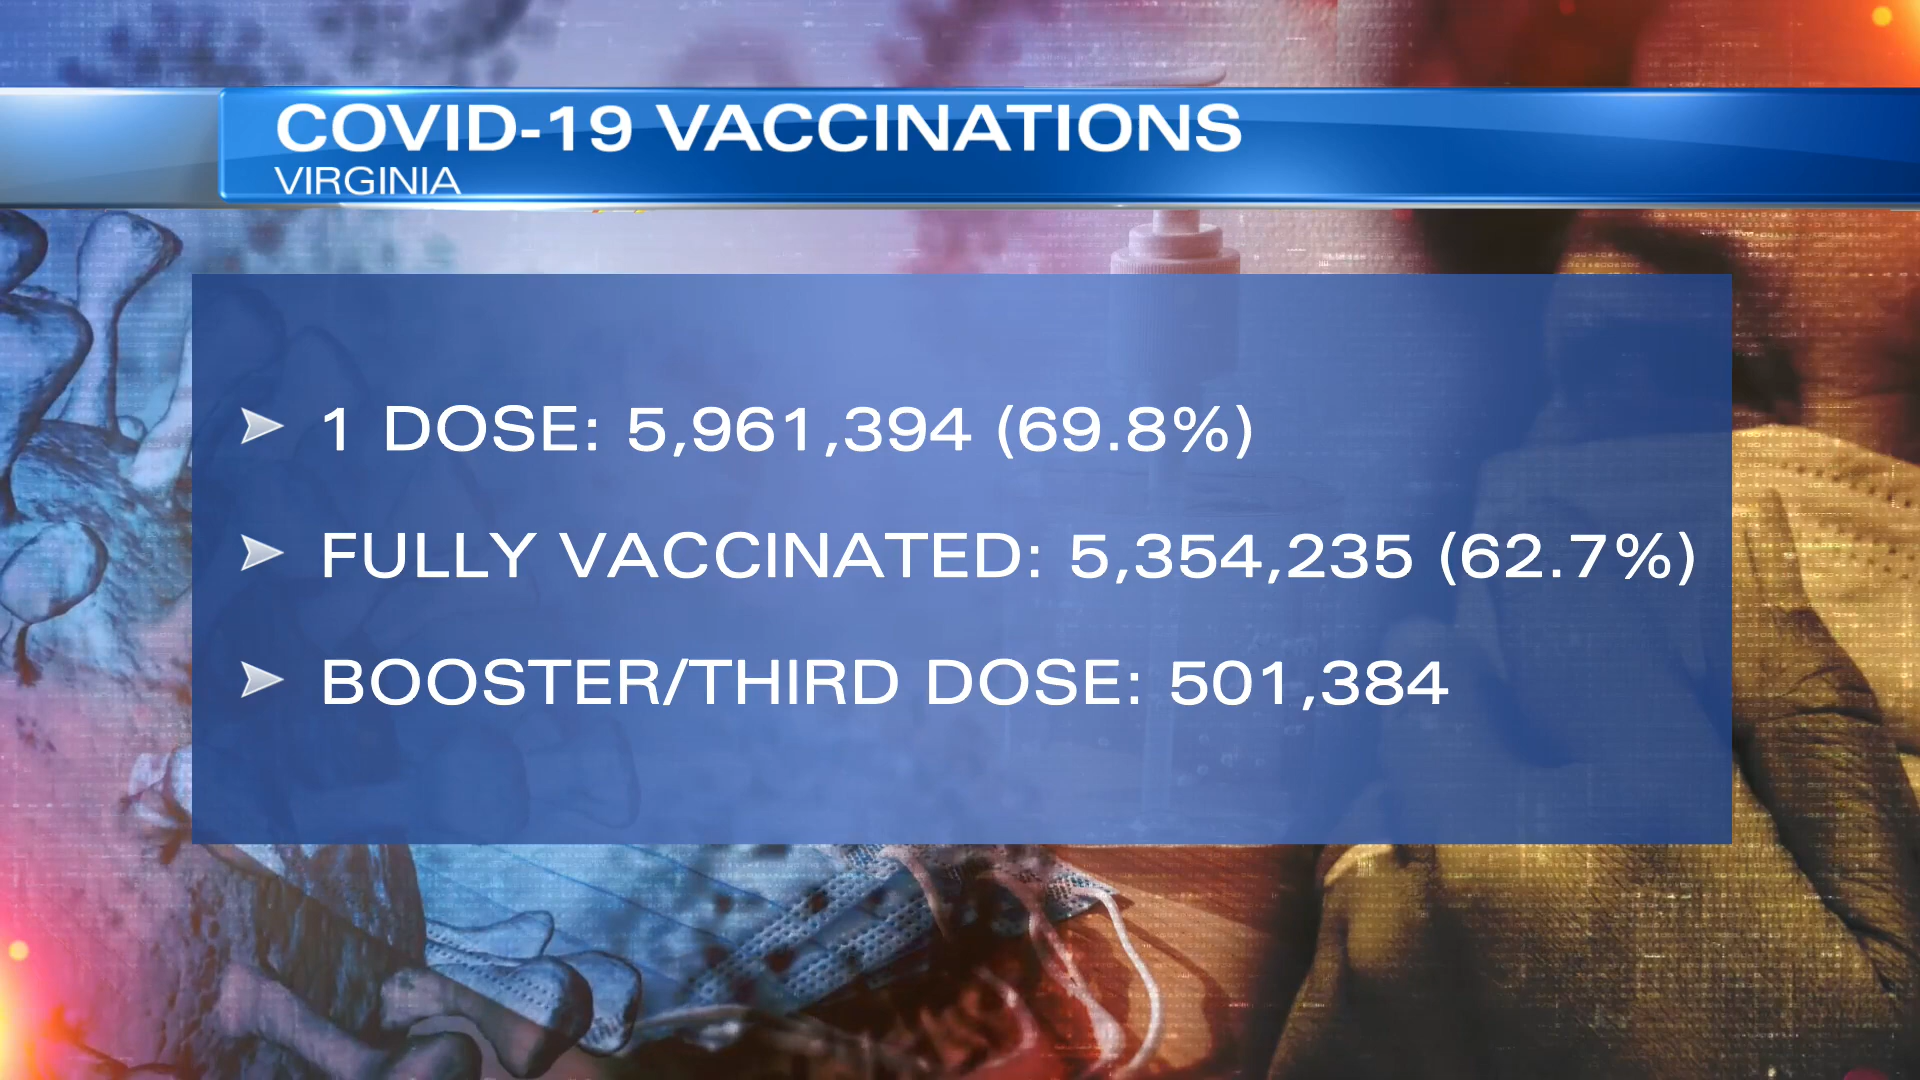 COVID-19 VACCINATIONS
VIRGINIA
1 DOSE: 5,961,394 (69.8%)
FULLY VACCINATED: 5,354,235 (62.7%)
BOOSTER/THIRD DOSE: 501,384